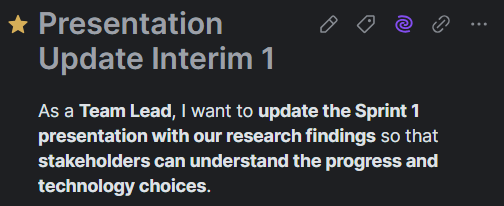 Presentation
Update Interim 1
As a Team Lead, I want to update the Sprint 1
presentation with our research findings so that
stakeholders can understand the progress and
technology choices.